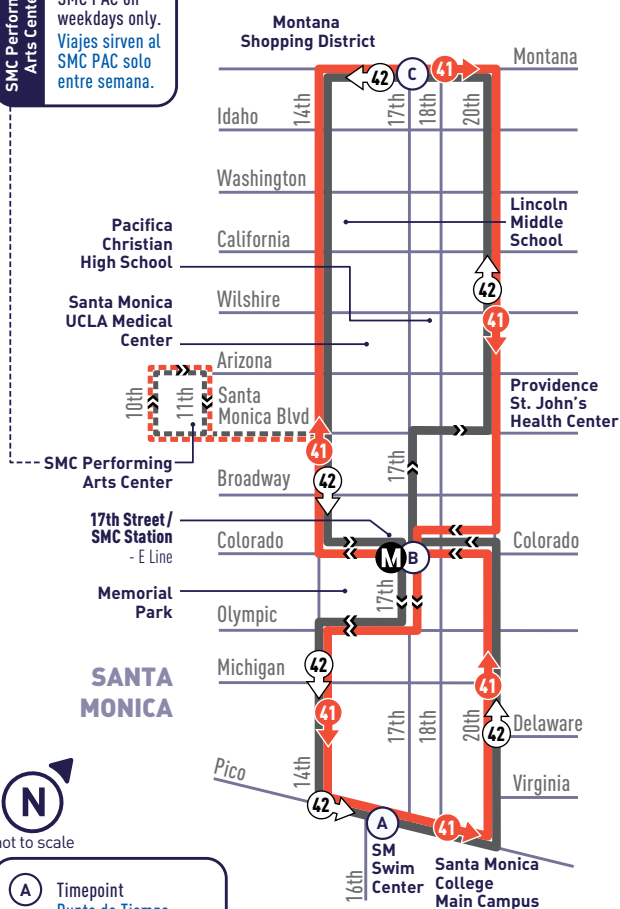 SMC Perform
Arts Cente
SMC PAC on
weekdays only.
Viajes sirven al
SMC PAC solo
entre semana.
Montana
Shopping District
Montana
42
C
41
14th
17th
18th
20th
Idaho
Washington
Lincoln
Middle
School
Pacifica
Christian
High School
California
42
Santa Monica
UCLA Medical
Center
Wilshire
41
Arizona
10th
11th
Santa
Monica Blvd
Providence
St. John's
Health Center
41
SMC Performing
Arts Center
Broadway
42
17th
17th Street/
SMC Station
- E Line
Colorado
M
B
Colorado
Memorial
Park
17th
Olympic
SANTA
MONICA
Michigan
42
41
41
14th
17th
18th
20th
42
Delaware
Pico
Virginia
N
not to scale
42
A
41
SM
Swim
Center
16th
Santa Monica
College
Main Campus
A
Timepoint
Punto de Tiempo